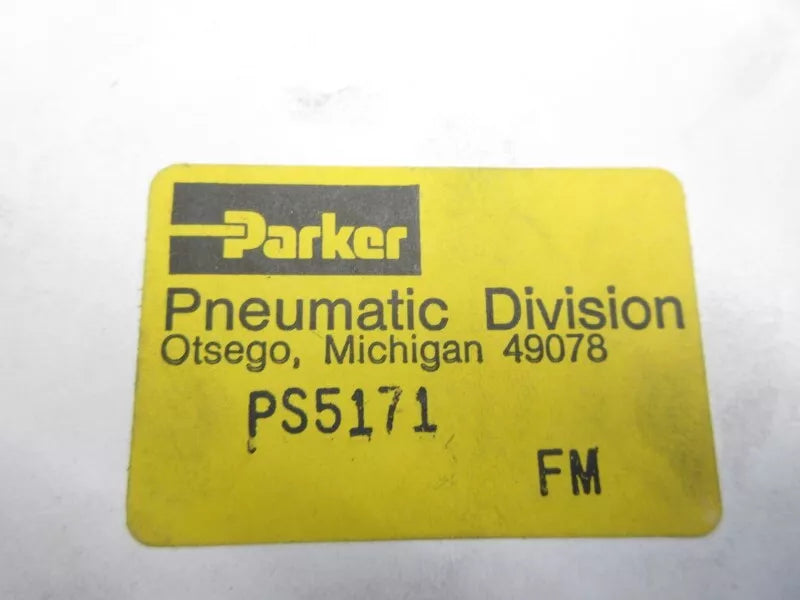 Parker
Pneumatic Division
Otsego, Michigan 49078
PS5171
FM